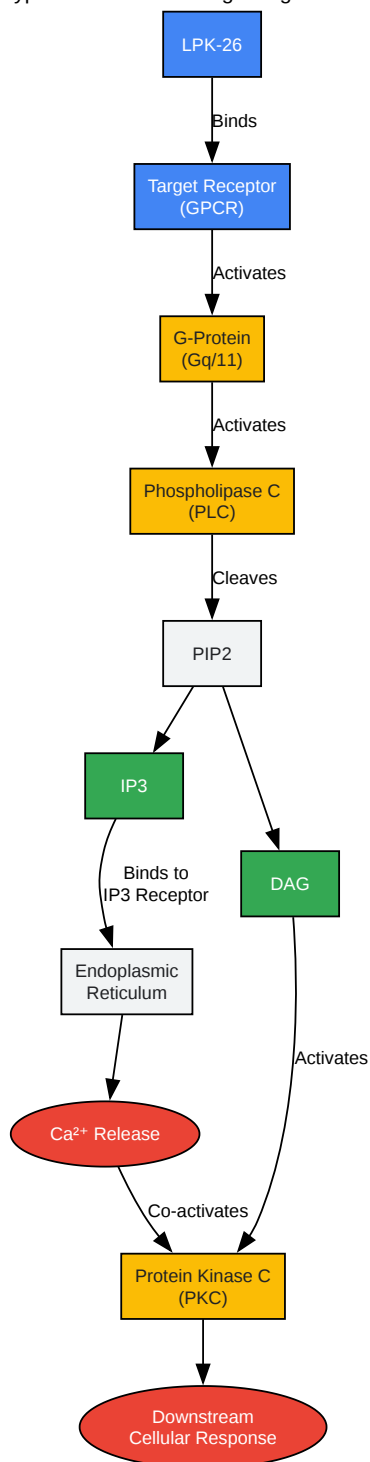 LPK-26
Binds
Target Receptor
(GPCR)
Activates
G-Protein
(Gq/11)
Activates
Phospholipase C
(PLC)
Cleaves
PIP2
IP3
Binds to
IP3 Receptor
DAG
Endoplasmic
Reticulum
Activates
Ca²⁺ Release
Co-activates
Protein Kinase C
(PKC)
Downstream
Cellular Response